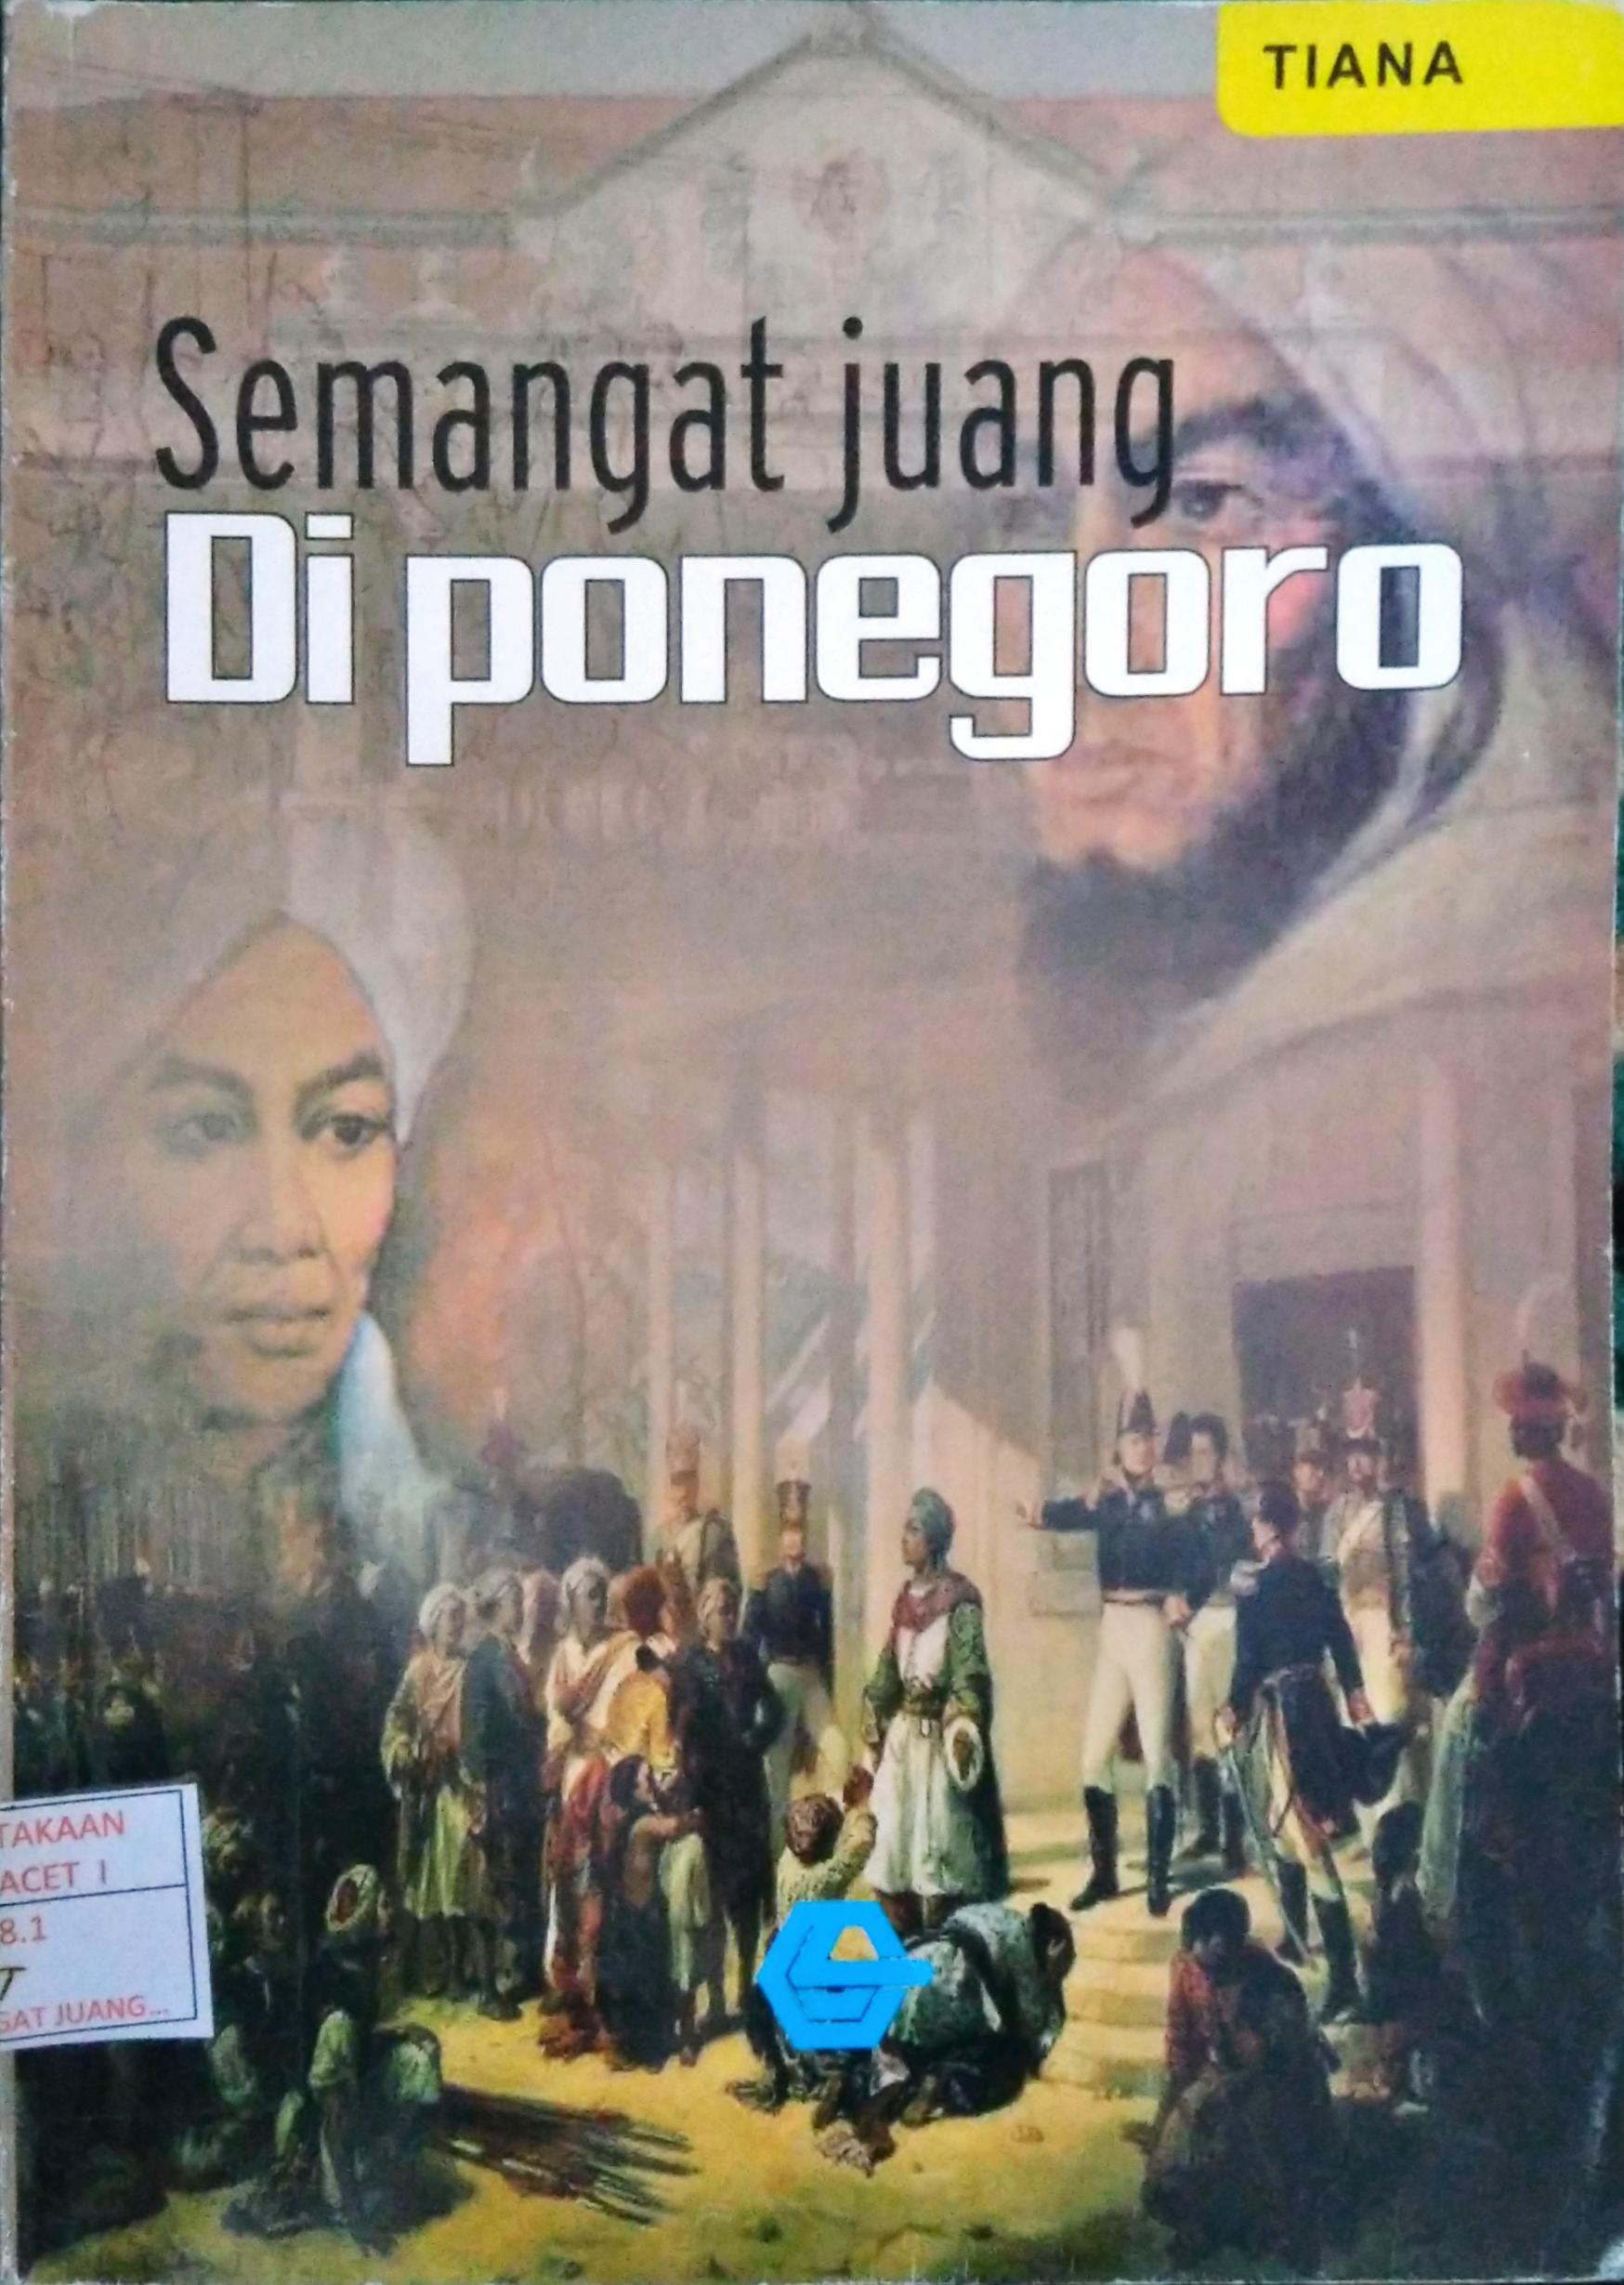 TIANA
Semangat juang
Di ponegoro
TAKAAN
ACET I
8.1
T
GAT JUANG...